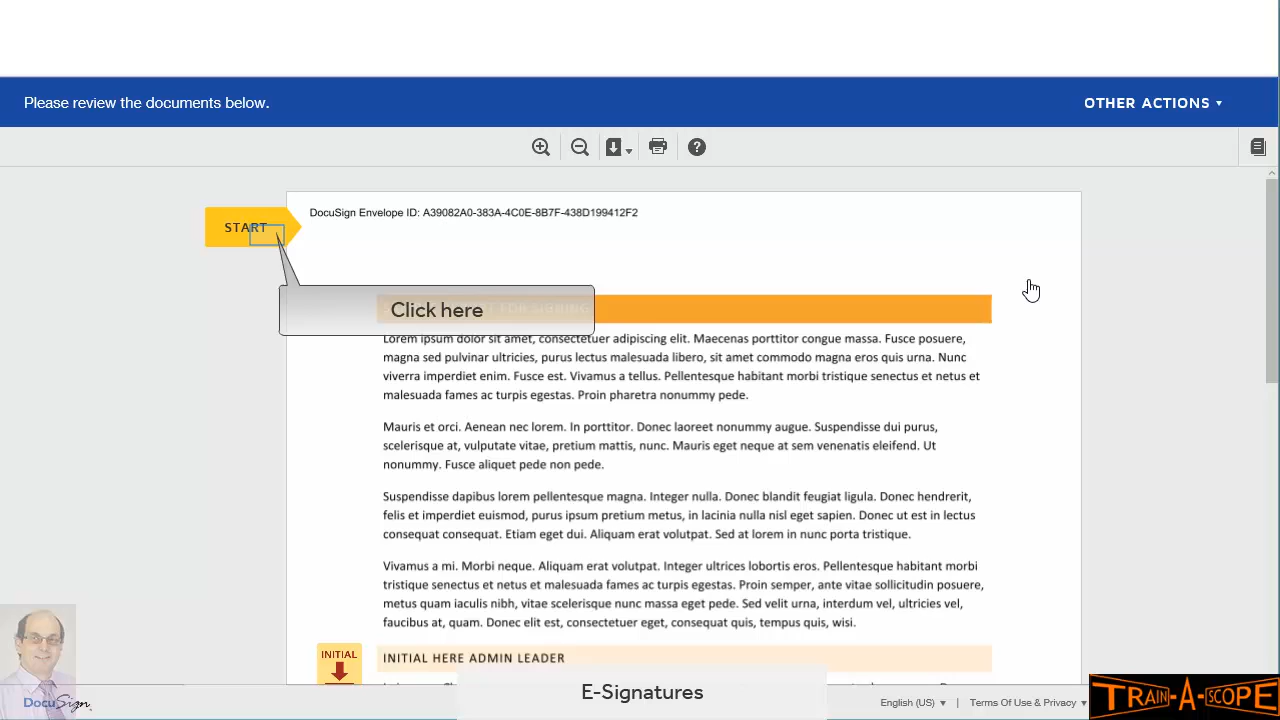 Please review the documents below.
OTHER ACTIONS
START
DocuSign Envelope ID: A39082A0-383A-4C0E-8B7F-438D199412F2
Click here
FOR SIGNING
Lorem ipsum dolor sit amet, consectetuer adipiscing elit. Maecenas porttitor congue massa. Fusce posuere,
magna sed pulvinar ultricies, purus lectus malesuada libero, sit amet commodo magna eros quis urna. Nunc
viverra imperdiet enim. Fusce est. Vivamus a tellus. Pellentesque habitant morbi tristique senectus et netus et
malesuada fames ac turpis egestas. Proin pharetra nonummy pede.
Mauris et orci. Aenean nec lorem. In porttitor. Donec laoreet nonummy augue. Suspendisse dui purus,
scelerisque at, vulputate vitae, pretium mattis, nunc. Mauris eget neque at sem venenatis eleifend. Ut
nonummy. Fusce aliquet pede non pede.
Suspendisse dapibus lorem pellentesque magna. Integer nulla. Donec blandit feugiat ligula. Donec hendrerit,
felis et imperdiet euismod, purus ipsum pretium metus, in lacinia nulla nisl eget sapien. Donec ut est in lectus
consequat consequat. Etiam eget dui. Aliquam erat volutpat. Sed at lorem in nunc porta tristique.
Vivamus a mi. Morbi neque. Aliquam erat volutpat. Integer ultrices lobortis eros. Pellentesque habitant morbi
tristique senectus et netus et malesuada fames ac turpis egestas. Proin semper, ante vitae sollicitudin posuere,
metus quam iaculis nibh, vitae scelerisque nunc massa eget pede. Sed velit urna, interdum vel, ultricies vel,
faucibus at, quam. Donec elit est, consectetuer eget, consequat quis, tempus quis, wisi.
INITIAL
INITIAL HERE ADMIN LEADER
E-Signatures
DocuSign
English (US)
Terms Of Use & Privacy
TRAIN-A-SCOPE